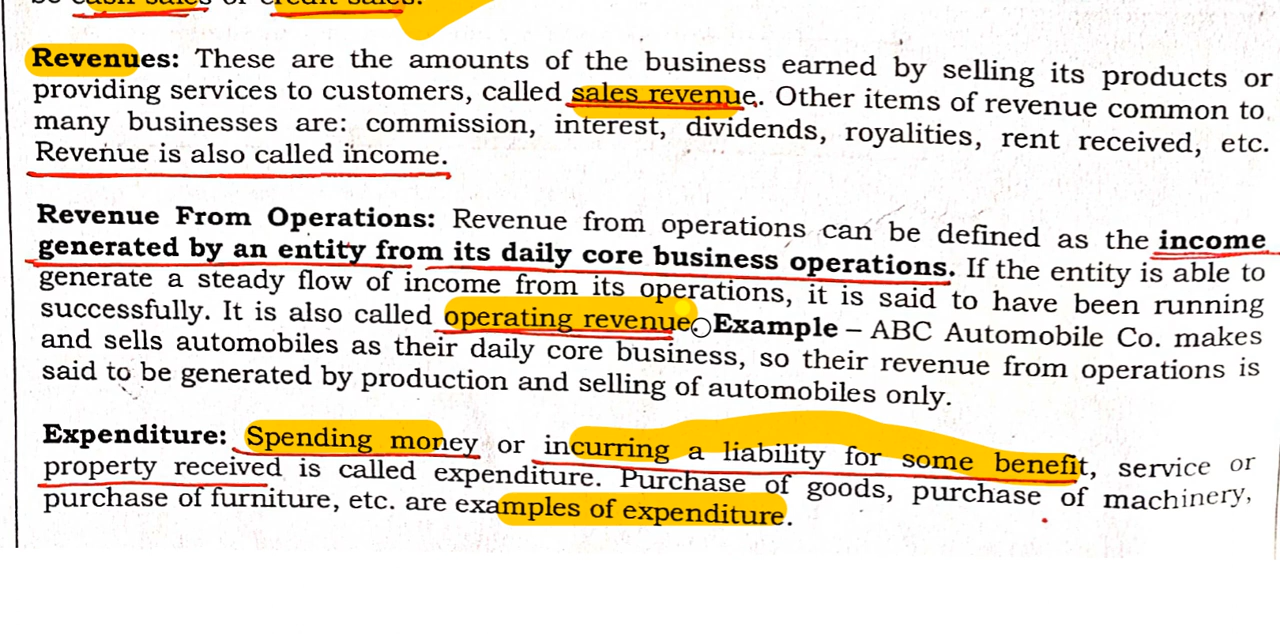 be cash sales or credit sales.
Revenues: These are the amounts of the business earned by selling its products or
providing services to customers, called sales revenue. Other items of revenue common to
many businesses are: commission, interest, dividends, royalities, rent received, etc.
Revenue is also called income.
Revenue From Operations: Revenue from operations can be defined as the income
generated by an entity from its daily core business operations. If the entity is able to
generate a steady flow of income from its operations, it is said to have been running
successfully. It is also called operating revenue. Example – ABC Automobile Co. makes
and sells automobiles as their daily core business, so their revenue from operations is
said to be generated by production and selling of automobiles only.
Expenditure: Spending money or incurring a liability for some benefit, service or
property received is called expenditure. Purchase of goods, purchase of machinery,
purchase of furniture, etc. are examples of expenditure.